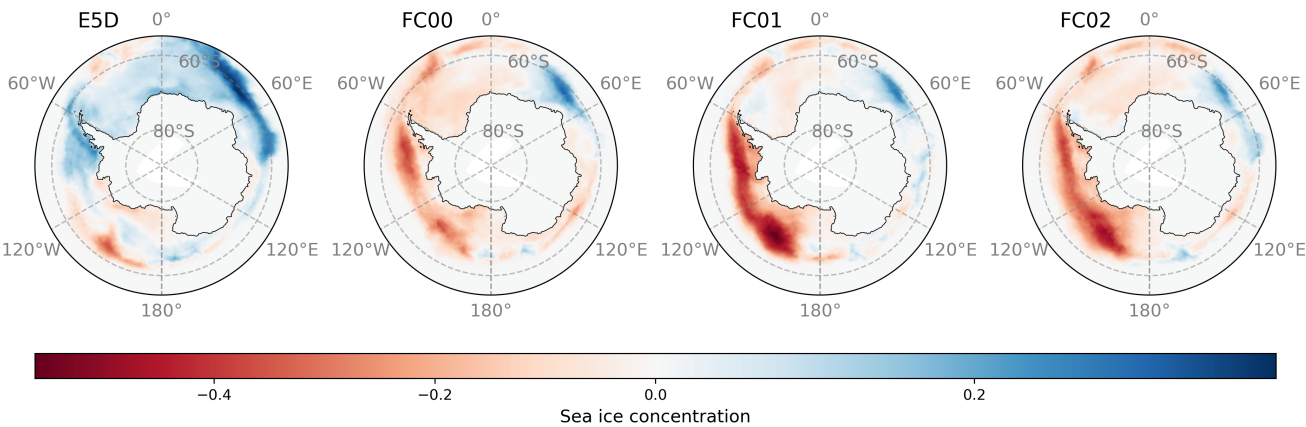 E5D 0° FC00 0° FC01 0° FC02 0°
60°W 60°S 60°E 60°W 60°S 60°E 60°W 60°S 60°E 60°W 60°S 60°E
80°S 80°S 80°S 80°S
120°W 120°E 120°W 120°E 120°W 120°E 120°W 120°E
180° 180° 180° 180°
−0.4 −0.2 0.0 0.2
Sea ice concentration